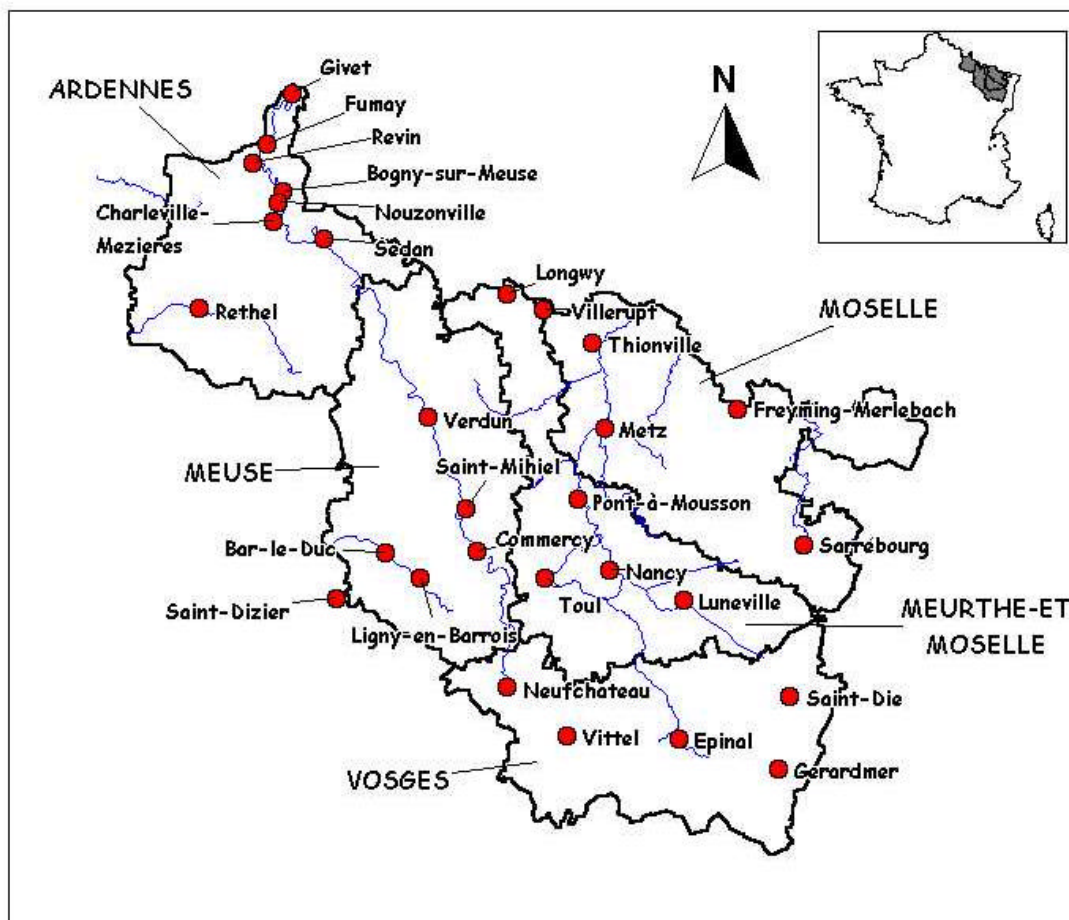 Givet
ARDENNES
N
Fumay
Revin
Bogny-sur-Meuse
Nouzonville
Charleville-
Mezieres
Sedan
Longwy
Rethel
Villerupt
MOSELLE
Thionville
Freyming-Merlebach
Verdun
Metz
Saint-Mihiel
MEUSE
Pont-à-Mousson
Commercy
Sarrebourg
Bar-le-Duc
Nancy
Toul
Luneville
Saint-Dizier
MEURTHE-ET
MOSELLE
Ligny-en-Barrois
Neufchateau
Saint-Die
Vittel
Epinal
Gerardmer
VOSGES